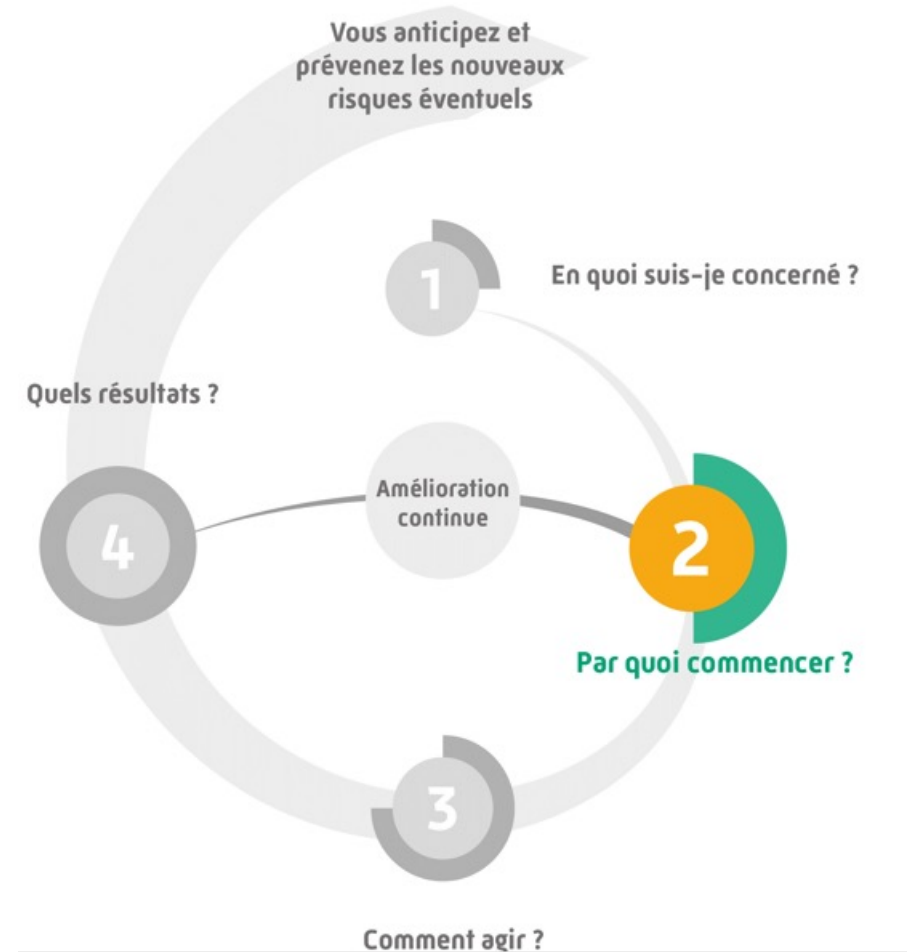 Vous anticipez et
prévenez les nouveaux
risques éventuels
1
En quoi suis-je concerné ?
Quels résultats ?
Amélioration
continue
4
2
Par quoi commencer ?
3
Comment agir ?